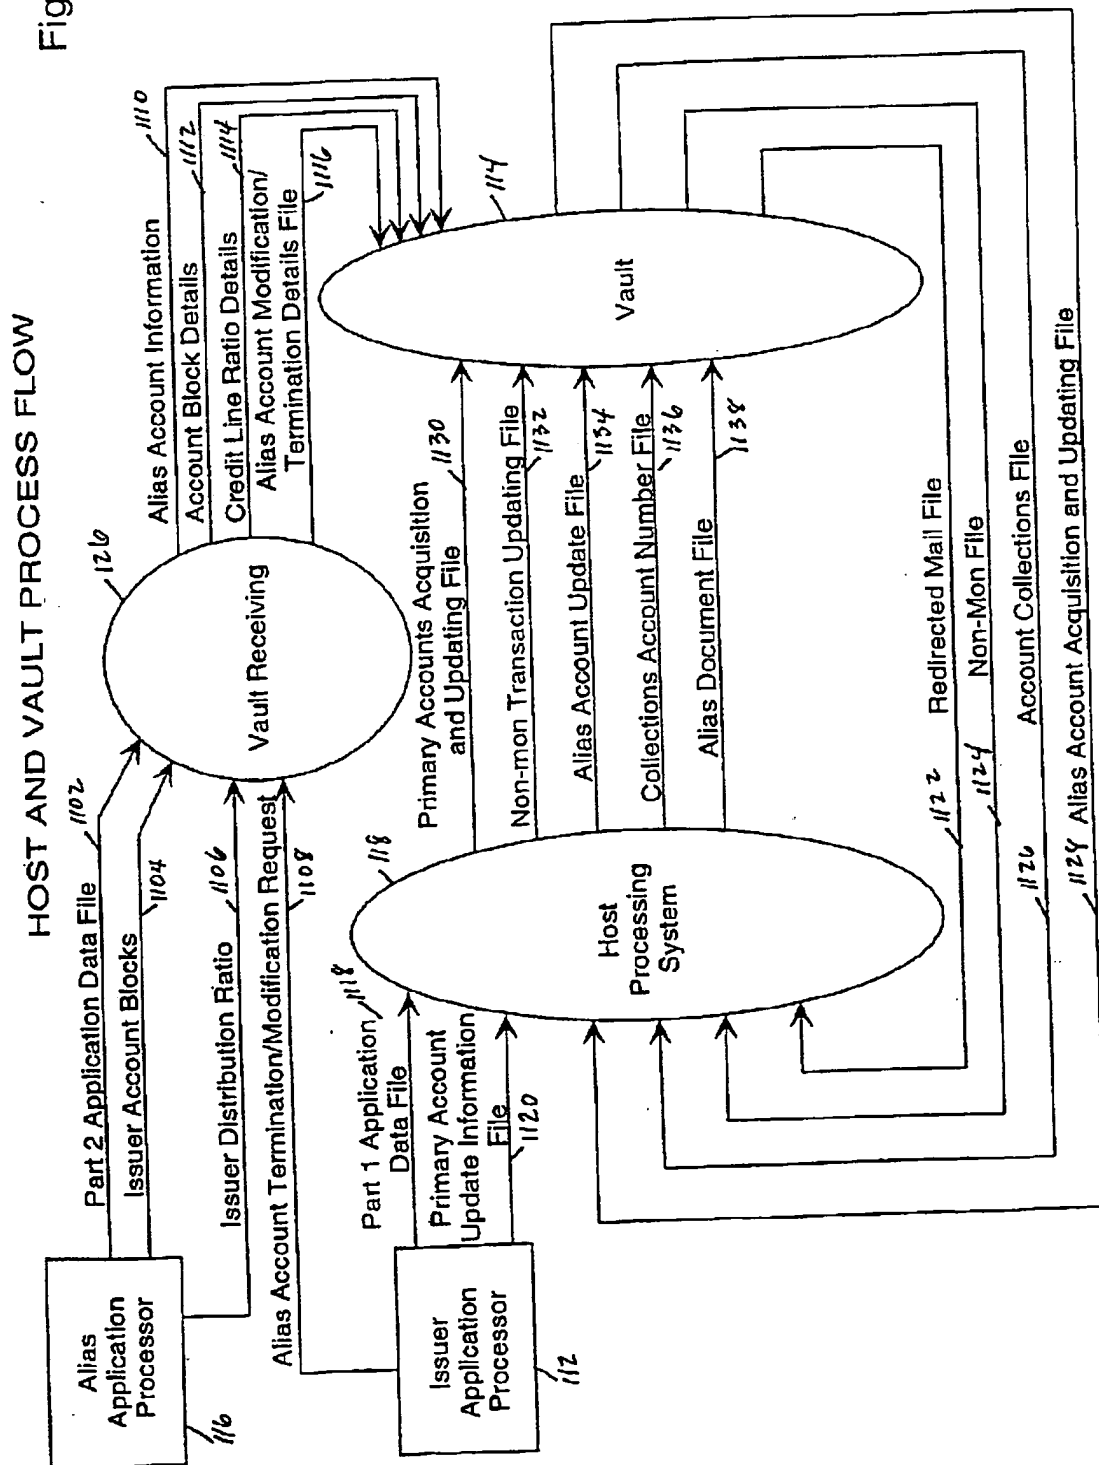 Fig
HOST AND VAULT PROCESS FLOW
Alias
Application
Processor
116
Part 2 Application Data File
1102
Issuer Account Blocks
1104
Issuer Distribution Ratio
1106
Alias Account Termination/Modification Request
1108
Issuer
Application
Processor
112
Part 1 Application
Data File
1118
Primary Account
Update Information
File
1120
Vault Receiving
126
Alias Account Information
1110
Account Block Details
1112
Credit Line Ratio Details
1114
Alias Account Modification/
Termination Details File
1116
Host
Processing
System
118
Primary Accounts Acquisition
and Updating File
1130
Non-mon Transaction Updating File
1132
Alias Account Update File
1134
Collections Account Number File
1136
Alias Document File
1138
Vault
114
Redirected Mail File
1122
Non-Mon File
1124
Account Collections File
1126
Alias Account Acquisition and Updating File
1128